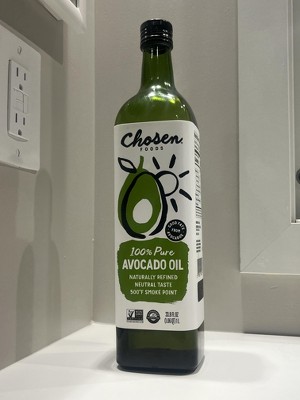 Chosen
FOODS
100% Pure
AVOCADO OIL
NATURALLY REFINED
NEUTRAL TASTE
500°F SMOKE POINT